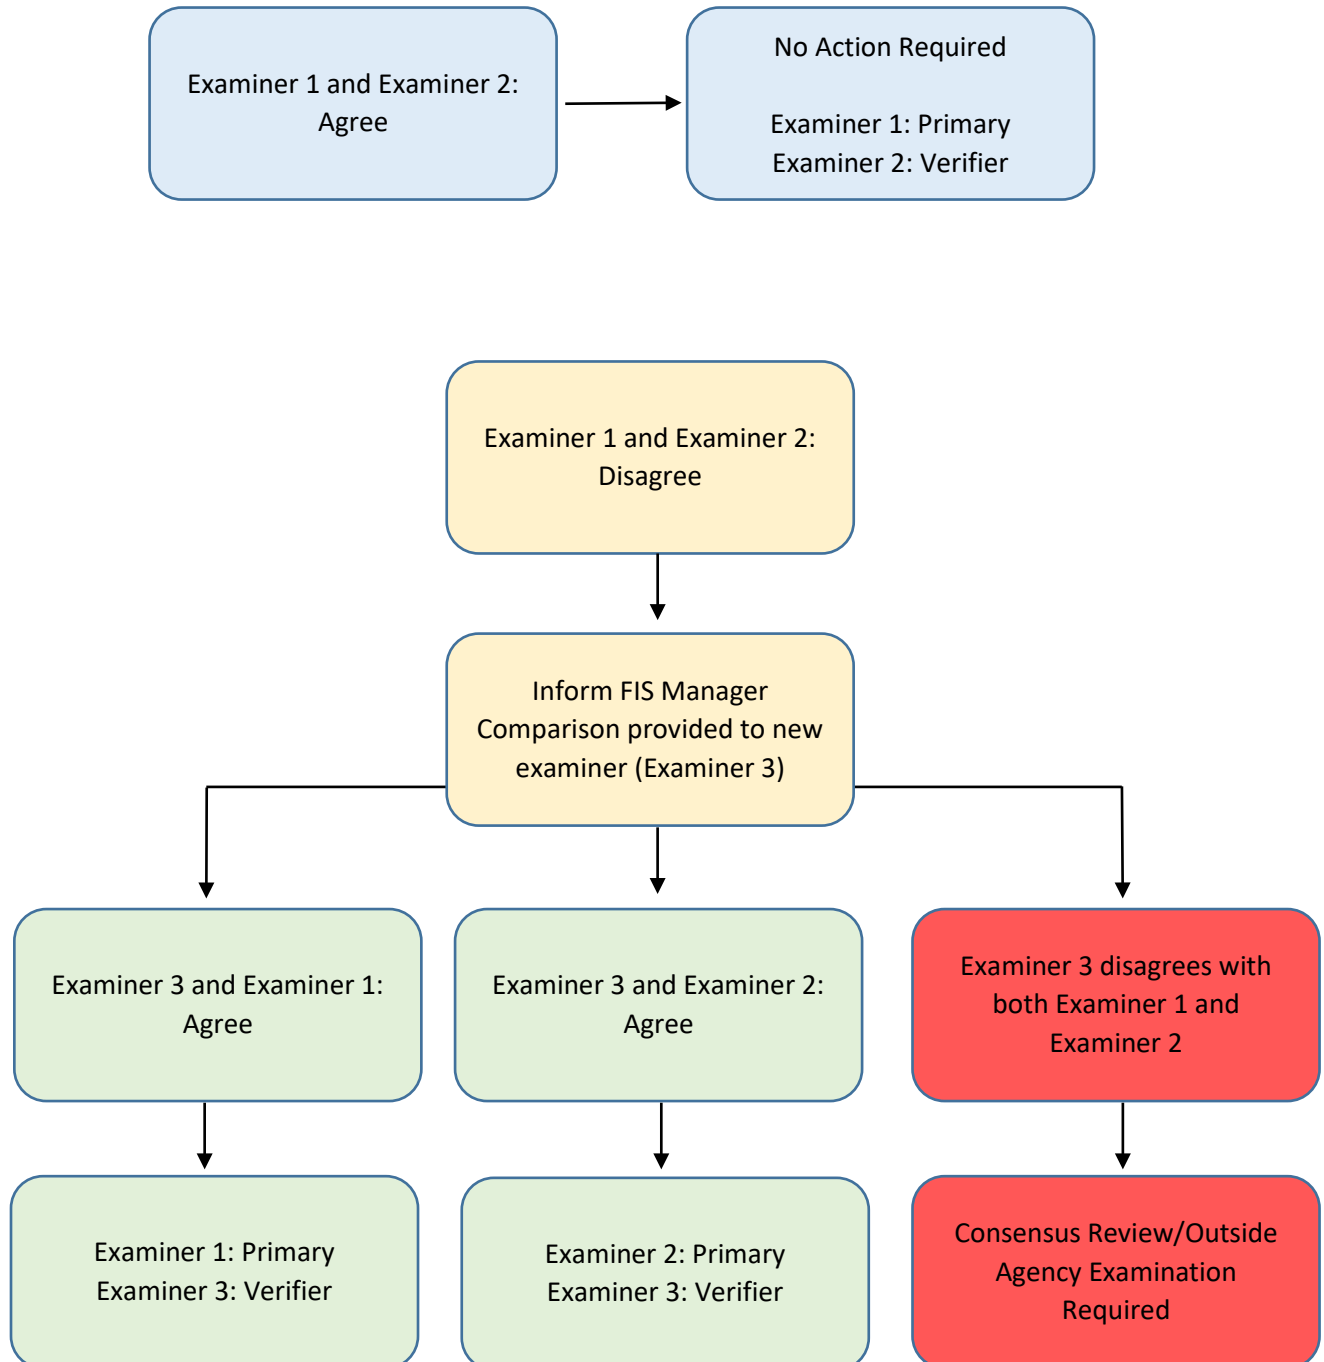 Examiner 1 and Examiner 2:
Agree
No Action Required
Examiner 1: Primary
Examiner 2: Verifier
Examiner 1 and Examiner 2:
Disagree
Inform FIS Manager
Comparison provided to new
examiner (Examiner 3)
Examiner 3 and Examiner 1:
Agree
Examiner 3 and Examiner 2:
Agree
Examiner 3 disagrees with
both Examiner 1 and
Examiner 2
Examiner 1: Primary
Examiner 3: Verifier
Examiner 2: Primary
Examiner 3: Verifier
Consensus Review/Outside
Agency Examination
Required